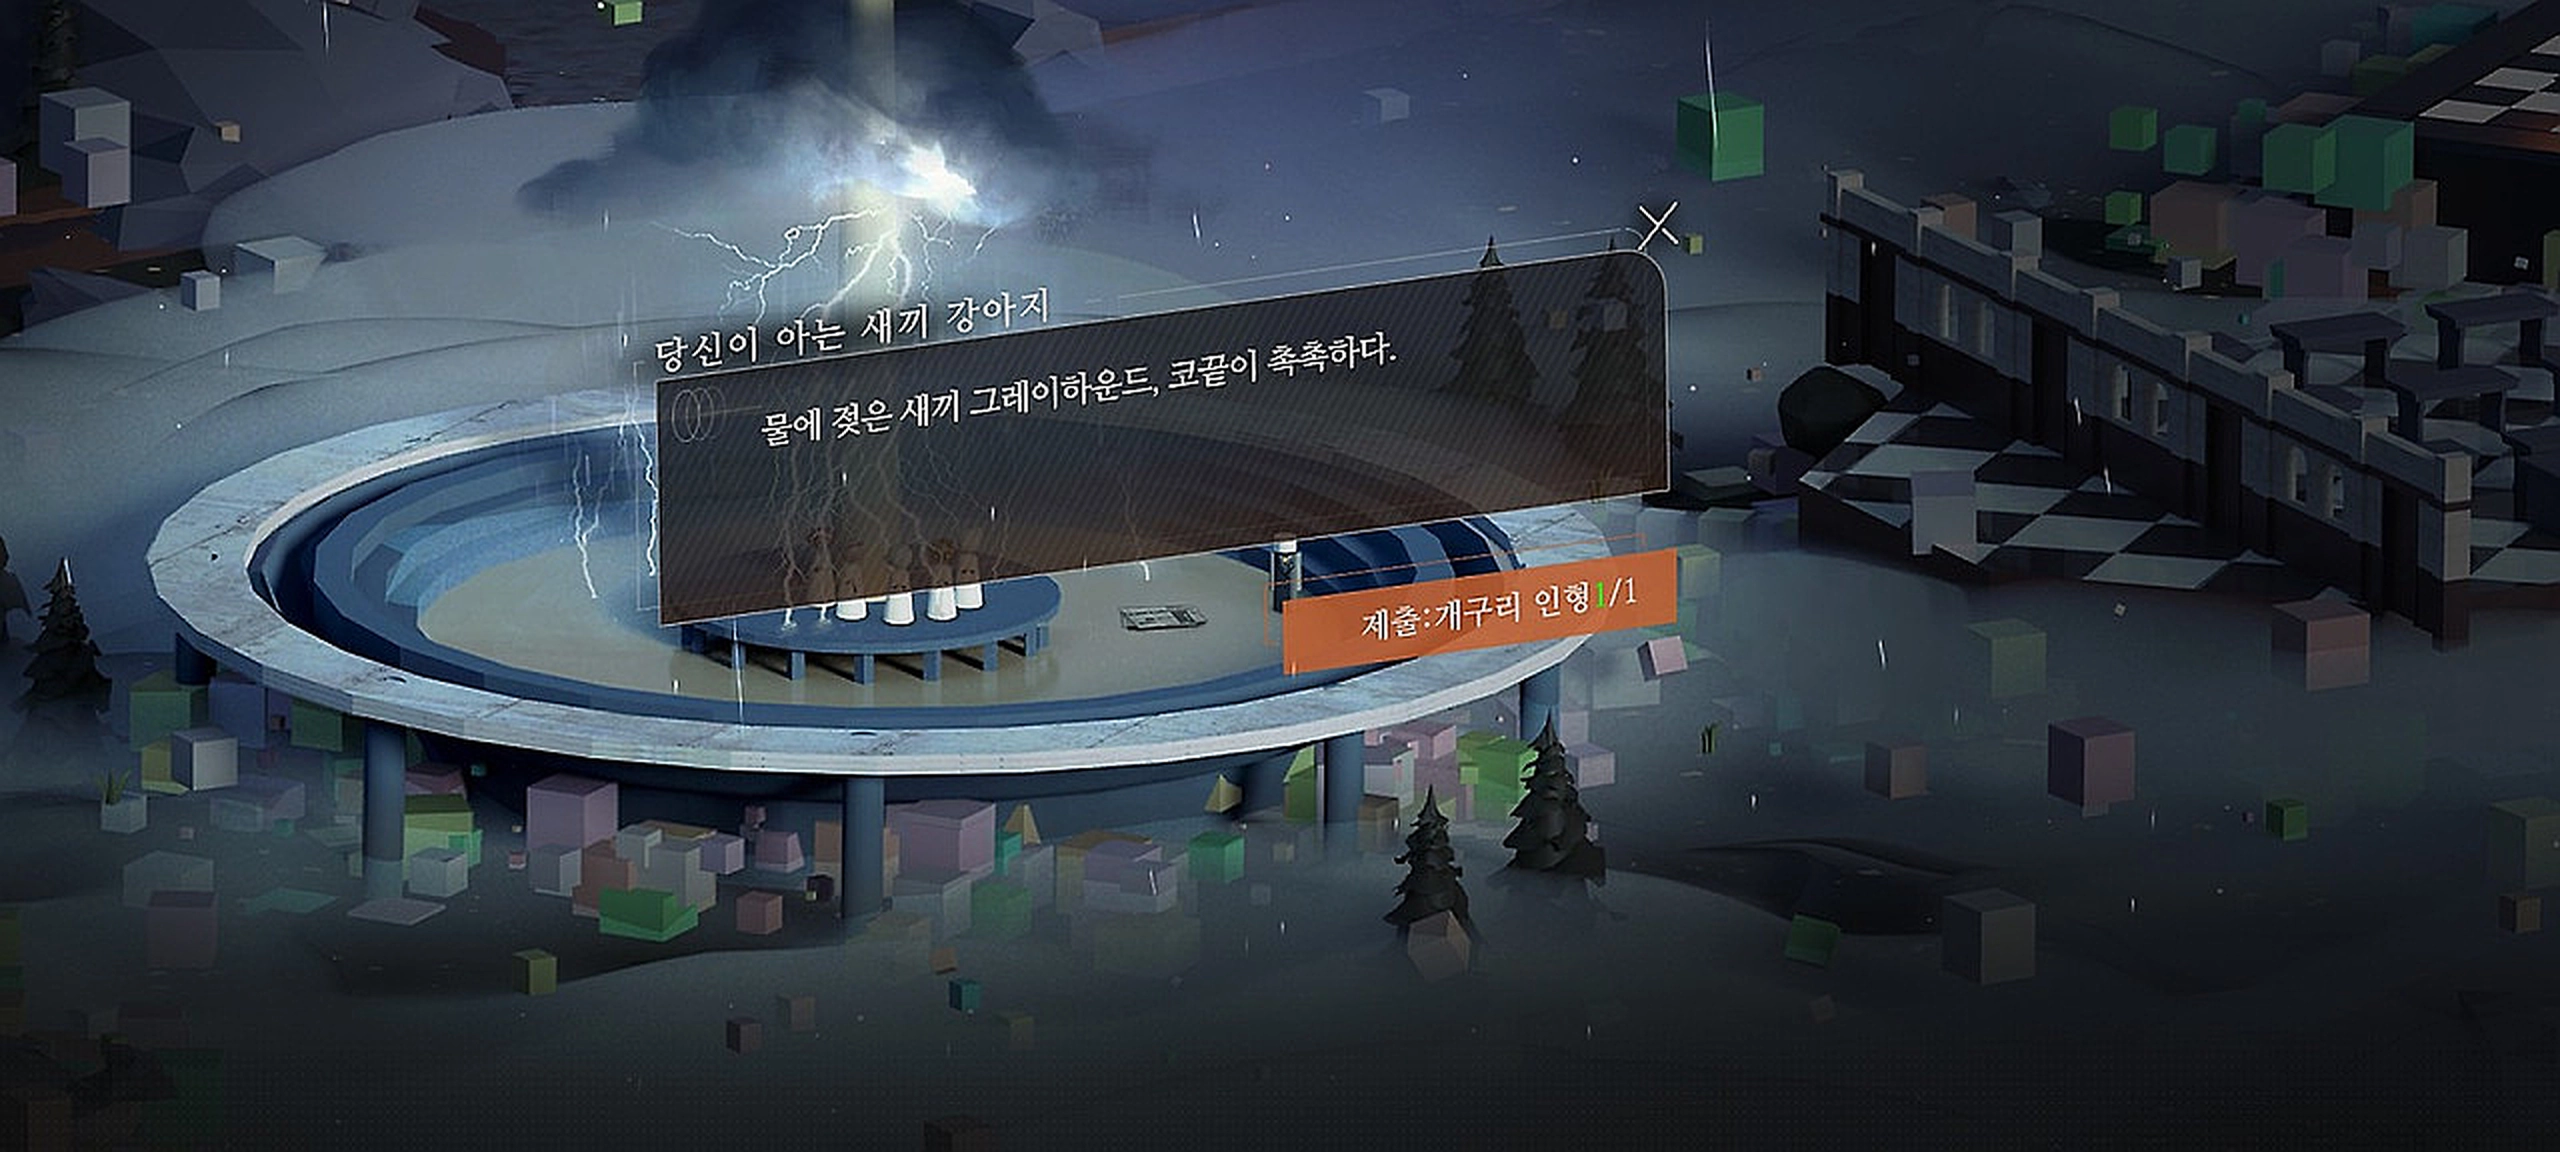 당신이 아는 새끼 강아지
물에 젖은 새끼 그레이하운드, 코끝이 촉촉하다.
제출:개구리 인형1/1